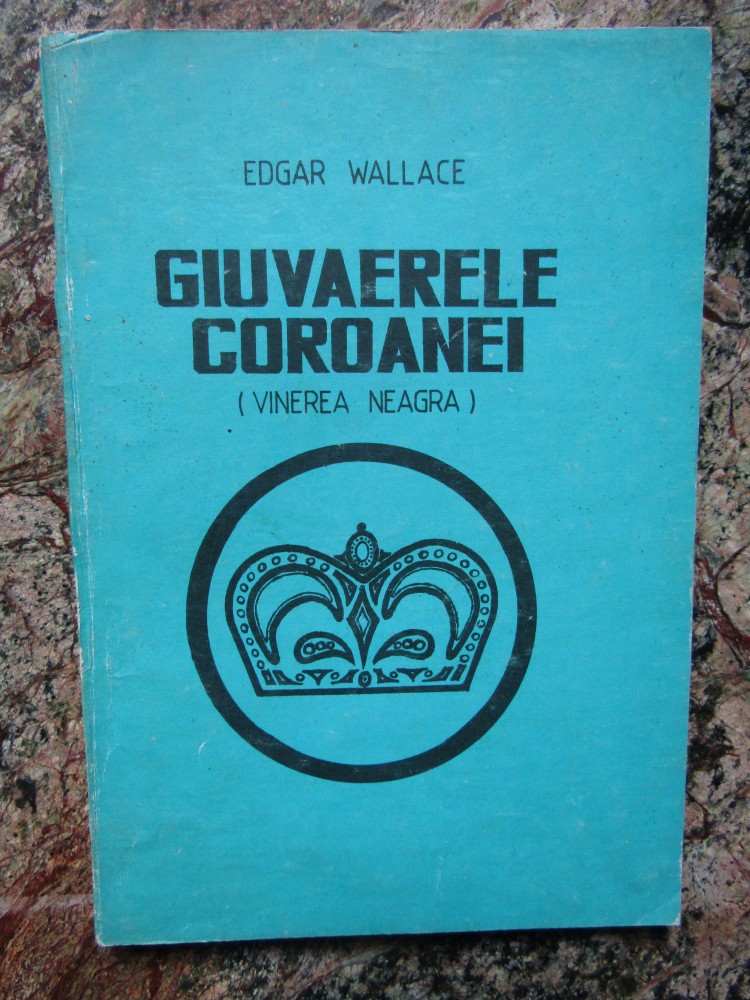 EDGAR WALLACE
GIUVAERELE
COROANEI
(VINEREA NEAGRA)